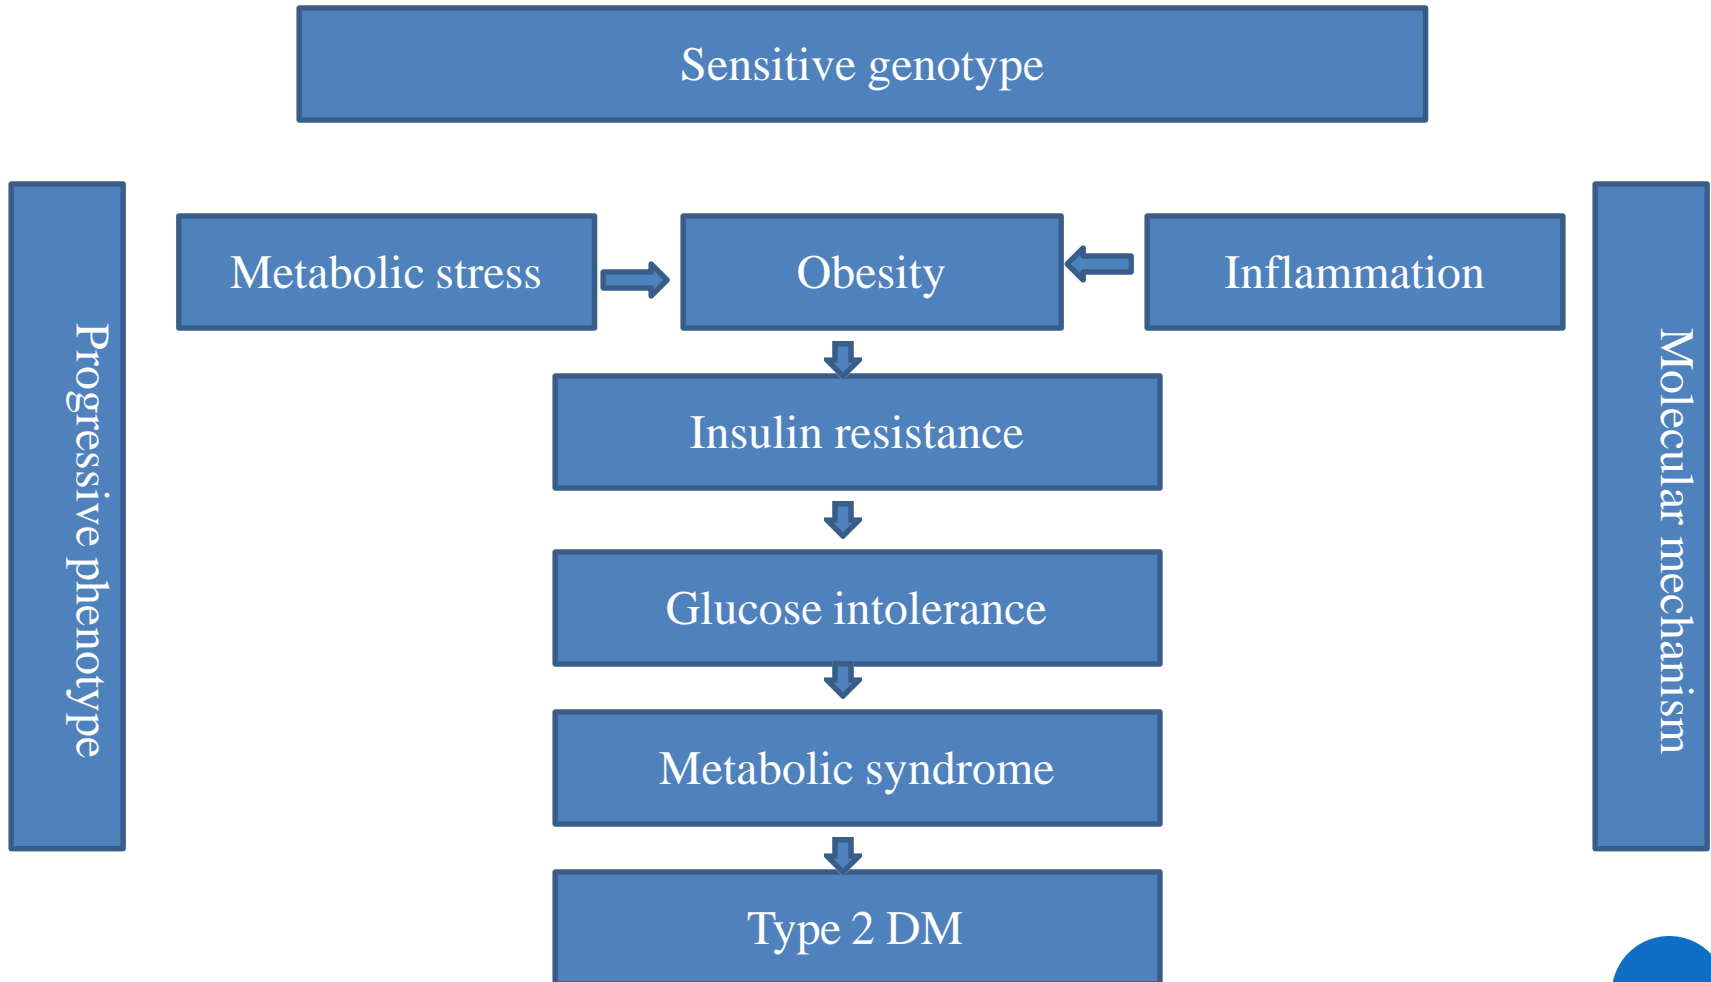 Sensitive genotype
Progressive phenotype
Metabolic stress
Obesity
Inflammation
Molecular mechanism
Insulin resistance
Glucose intolerance
Metabolic syndrome
Type 2 DM